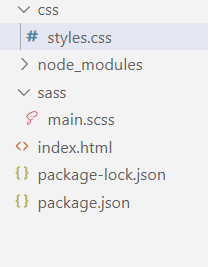 css
# styles.css
node_modules
sass
main.scss
<> index.html
{} package-lock.json
{} package.json